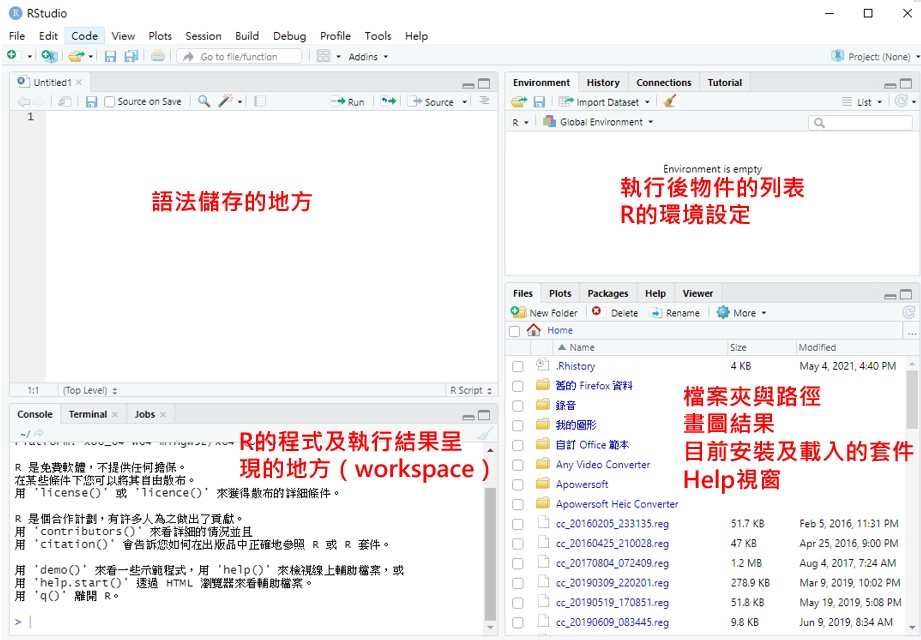 RStudio
File Edit Code View Plots Session Build Debug Profile Tools Help
Go to file/function Addins Project: (None)
Untitled1
Source on Save Run Source
1
語法儲存的地方
1:1 (Top Level) R Script
Console Terminal Jobs
~/
R的程式及執行結果呈
現的地方（workspace）
R 是免費軟體，不提供任何擔保。
在某些條件下您可以將其自由散布。
用 'license()' 或 'licence()' 來獲得散布的詳細條件。
R 是個合作計劃，有許多人為之做出了貢獻。
用 'contributors()' 來看詳細的情況並且
用 'citation()' 會告訴您如何在出版品中正確地參照 R 或 R 套件。
用 'demo()' 來看一些示範程式，用 'help()' 來檢視線上輔助檔案，或
用 'help.start()' 透過 HTML 瀏覽器來看輔助檔案。
用 'q()' 離開 R。
>
Environment History Connections Tutorial
Import Dataset List
R Global Environment
Environment is empty
執行後物件的列表
R的環境設定
Files Plots Packages Help Viewer
New Folder Delete Rename More
Home ...
Name Size Modified
.Rhistory 4 KB May 4, 2021, 4:40 PM
舊的 Firefox 資料
錄音
我的圖形
自訂 Office 範本
Any Video Converter
Apowersoft
Apowersoft Heic Converter
檔案夾與路徑
畫圖結果
目前安裝及載入的套件
Help視窗
cc_20160205_233135.reg 51.7 KB Feb 5, 2016, 11:31 PM
cc_20160425_210028.reg 47 KB Apr 25, 2016, 9:00 PM
cc_20170804_072409.reg 1.2 MB Aug 4, 2017, 7:24 AM
cc_20190309_220201.reg 278.9 KB Mar 9, 2019, 10:02 PM
cc_20190519_170851.reg 51.8 KB May 19, 2019, 5:08 PM
cc_20190609_083445.reg 9.8 KB Jun 9, 2019, 8:34 AM